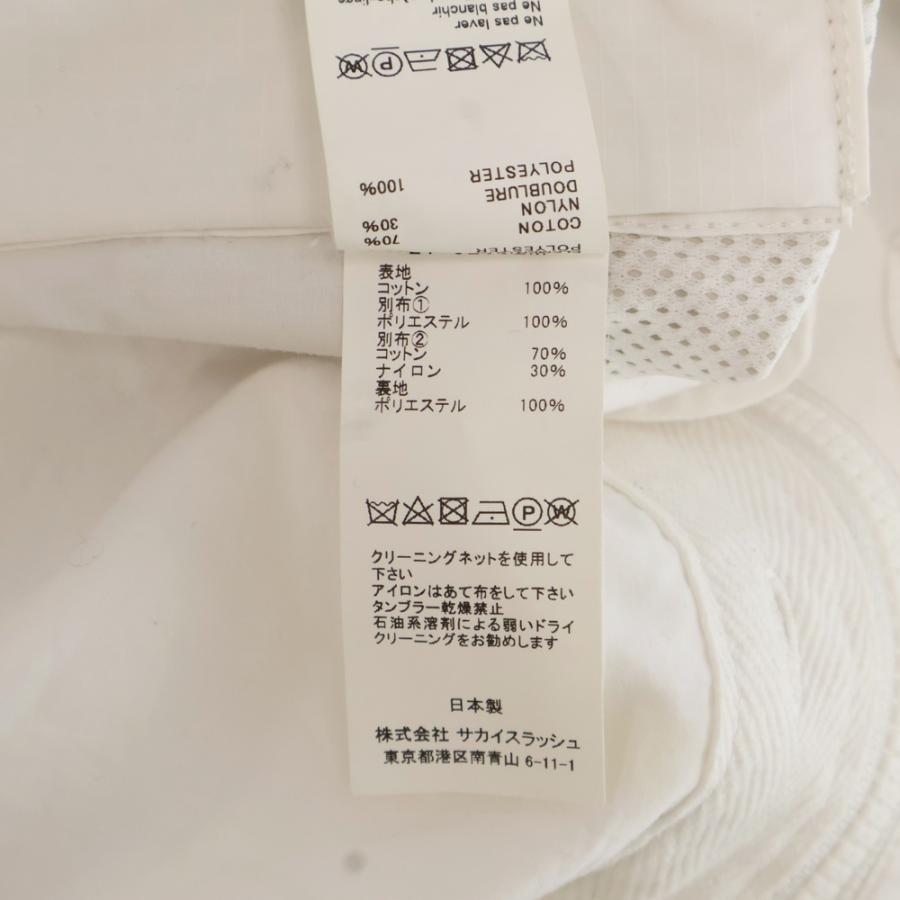 Ne pas laver
Ne pas blanchir
P W
POLYESTER 100%
DOUBLURE
NYLON 30%
COTON 70%
POLYESTER
表地
コットン 100%
別布①
ポリエステル 100%
別布②
コットン 70%
ナイロン 30%
裏地
ポリエステル 100%
P W
クリーニングネットを使用して
下さい
アイロンはあて布をして下さい
タンブラー乾燥禁止
石油系溶剤による弱いドライ
クリーニングをお勧めします
日本製
株式会社 サカイスラッシュ
東京都港区南青山 6-11-1